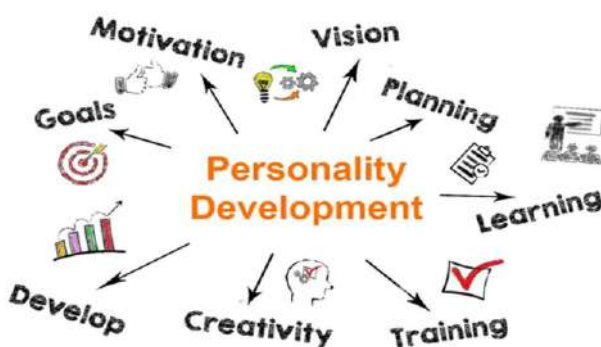 Motivation
Vision
Goals
Planning
Personality
Development
Learning
Develop
Creativity
Training